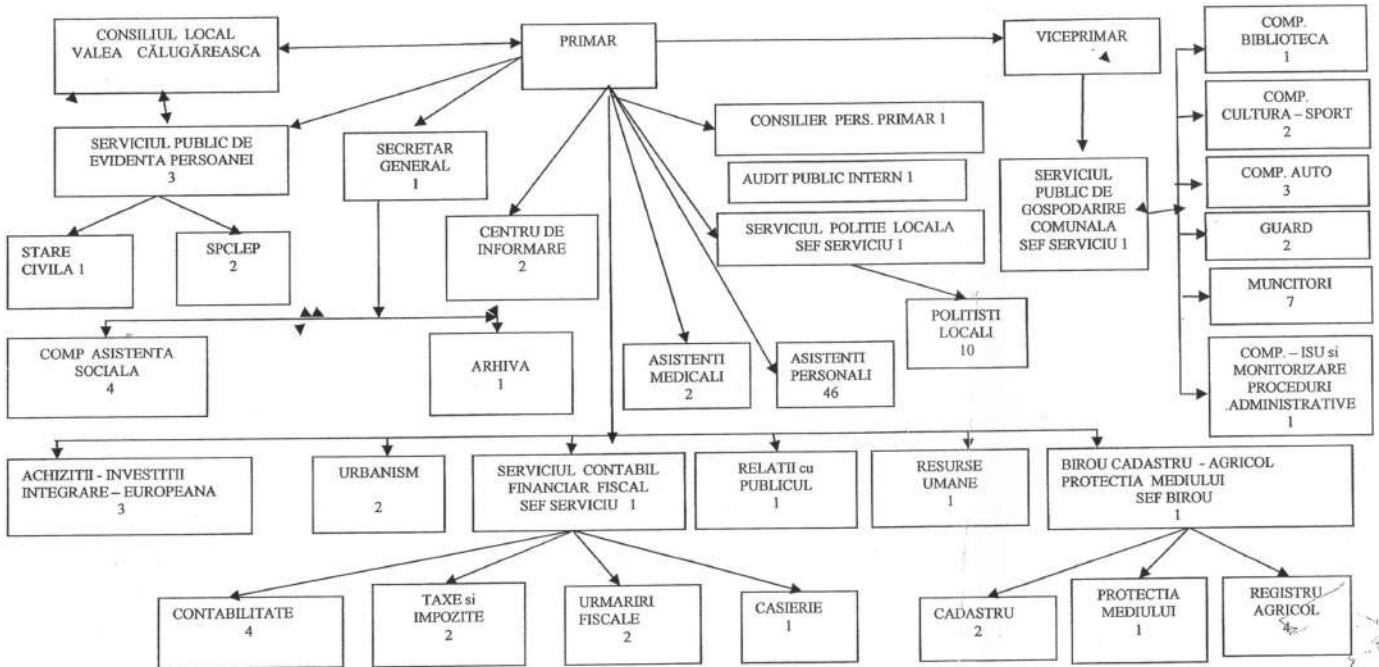 CONSILIUL LOCAL
VALEA CĂLUGĂREASCA
PRIMAR
VICEPRIMAR
COMP.
BIBLIOTECA
1
COMP.
CULTURA – SPORT
2
COMP. AUTO
3
GUARD
2
MUNCITORI
7
COMP. – ISU si
MONITORIZARE
PROCEDURI
.ADMINISTRATIVE
1
SERVICIUL PUBLIC DE
EVIDENTA PERSOANEI
3
SECRETAR
GENERAL
1
CONSILIER PERS. PRIMAR 1
AUDIT PUBLIC INTERN 1
SERVICIUL POLITIE LOCALA
SEF SERVICIU 1
SERVICIUL
PUBLIC DE
GOSPODARIRE
COMUNALA
SEF SERVICIU 1
STARE
CIVILA 1
SPCLEP
2
CENTRU DE
INFORMARE
2
POLITISTI
LOCALI
10
COMP ASISTENTA
SOCIALA
4
ARHIVA
1
ASISTENTI
MEDICALI
2
ASISTENTI
PERSONALI
46
ACHIZITII - INVESTITII
INTEGRARE – EUROPEANA
3
URBANISM
2
SERVICIUL CONTABIL
FINANCIAR FISCAL
SEF SERVICIU 1
RELATII cu
PUBLICUL
1
RESURSE
UMANE
1
BIROU CADASTRU - AGRICOL
PROTECTIA MEDIULUI
SEF BIROU
1
CONTABILITATE
4
TAXE si
IMPOZITE
2
URMARIRI
FISCALE
2
CASIERIE
1
CADASTRU
2
PROTECTIA
MEDIULUI
1
REGISTRU
AGRICOL
4